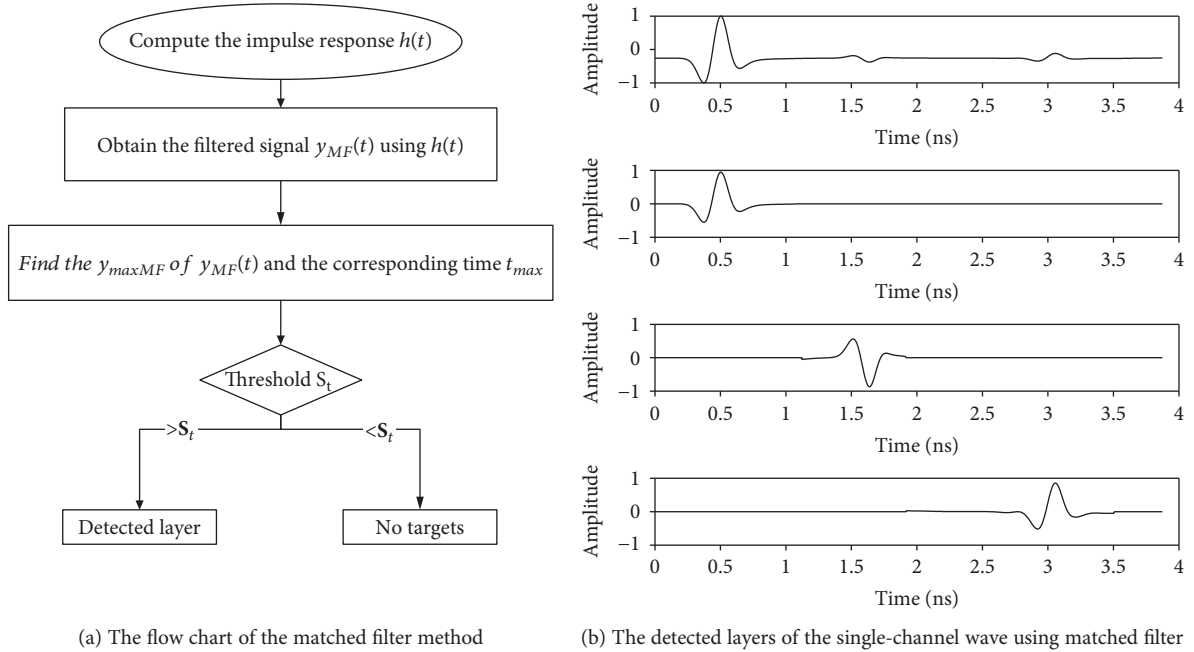 Compute the impulse response h(t)
Obtain the filtered signal y_MF(t) using h(t)
Find the y_maxMF of y_MF(t) and the corresponding time t_max
Threshold S_t
>S_t
<S_t
Detected layer
No targets
(a) The flow chart of the matched filter method
Amplitude
1
0
−1
0 0.5 1 1.5 2 2.5 3 3.5 4
Time (ns)
Amplitude
1
0
−1
0 0.5 1 1.5 2 2.5 3 3.5 4
Time (ns)
Amplitude
1
0
−1
0 0.5 1 1.5 2 2.5 3 3.5 4
Time (ns)
Amplitude
1
0
−1
0 0.5 1 1.5 2 2.5 3 3.5 4
Time (ns)
(b) The detected layers of the single-channel wave using matched filter